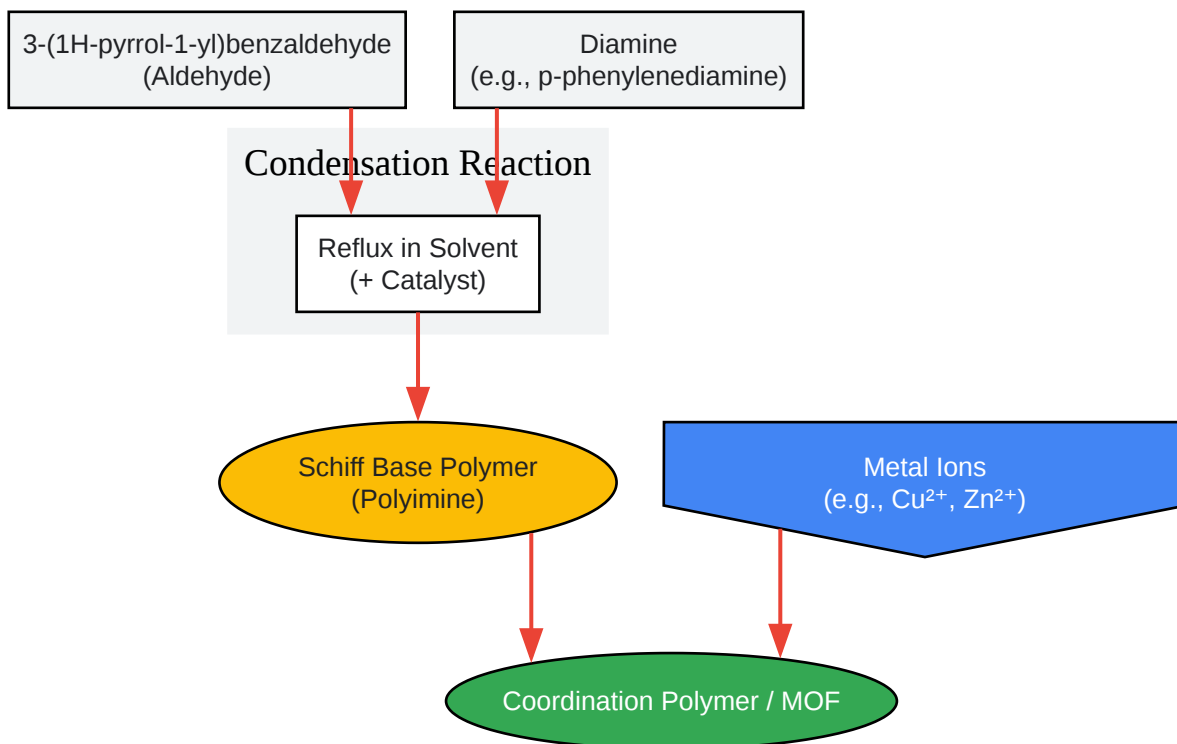 3-(1H-pyrrol-1-yl)benzaldehyde
(Aldehyde)
Diamine
(e.g., p-phenylenediamine)
Condensation Reaction
Reflux in Solvent
(+ Catalyst)
Schiff Base Polymer
(Polyimine)
Metal Ions
(e.g., Cu²⁺, Zn²⁺)
Coordination Polymer / MOF